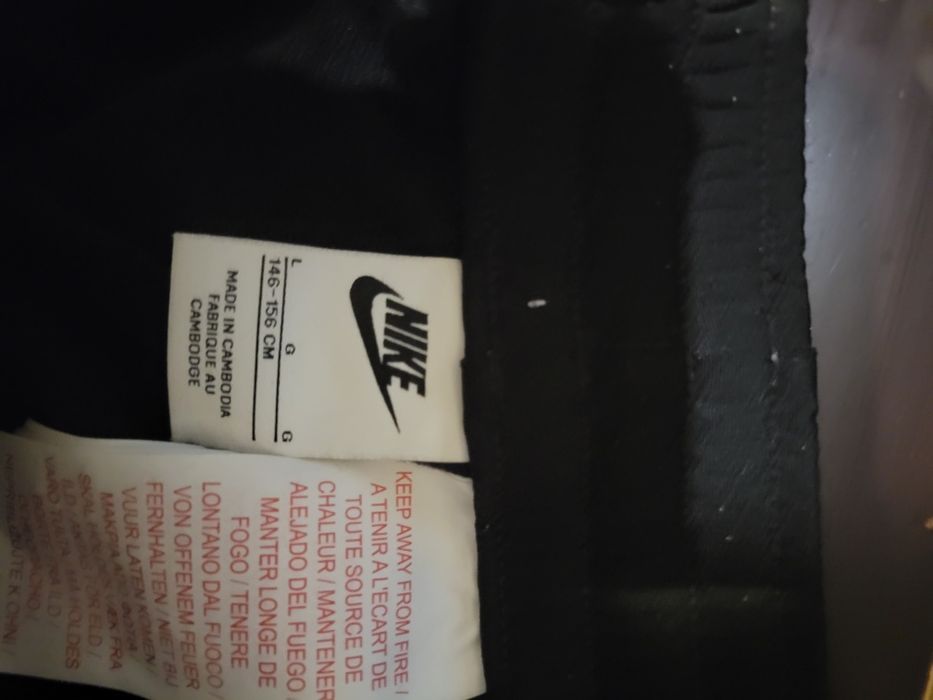 NIKE
L G G
146-156 CM
MADE IN CAMBODIA
FABRIQUE AU
CAMBODGE
KEEP AWAY FROM FIRE /
A TENIR A L'ECART DE
TOUTE SOURCE DE
CHALEUR / MANTENER
ALEJADO DEL FUEGO
MANTER LONGE DE
FOGO / TENERE
LONTANO DAL FUOCO /
VON OFFENEM FEUER
FERNHALTEN / NIET BIJ
VUUR LATEN KOMEN